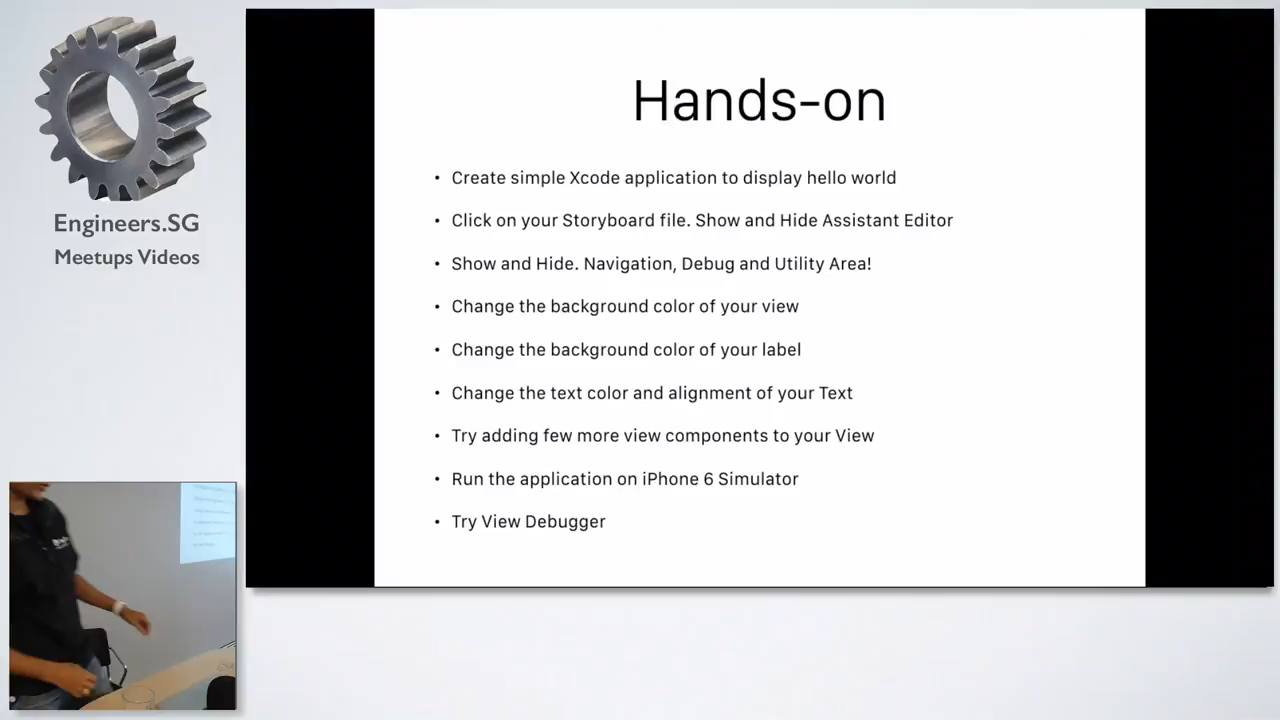 Engineers.SG
Meetups Videos
Hands-on
• Create simple Xcode application to display hello world
• Click on your Storyboard file. Show and Hide Assistant Editor
• Show and Hide. Navigation, Debug and Utility Area!
• Change the background color of your view
• Change the background color of your label
• Change the text color and alignment of your Text
• Try adding few more view components to your View
• Run the application on iPhone 6 Simulator
• Try View Debugger